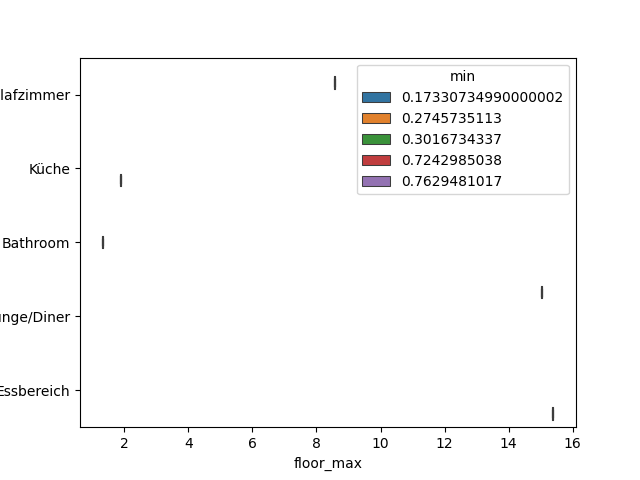 min
0.17330734990000002
0.2745735113
0.3016734337
0.7242985038
0.7629481017
lafzimmer
Küche
Bathroom
nge/Diner
Essbereich
2 4 6 8 10 12 14 16
floor_max